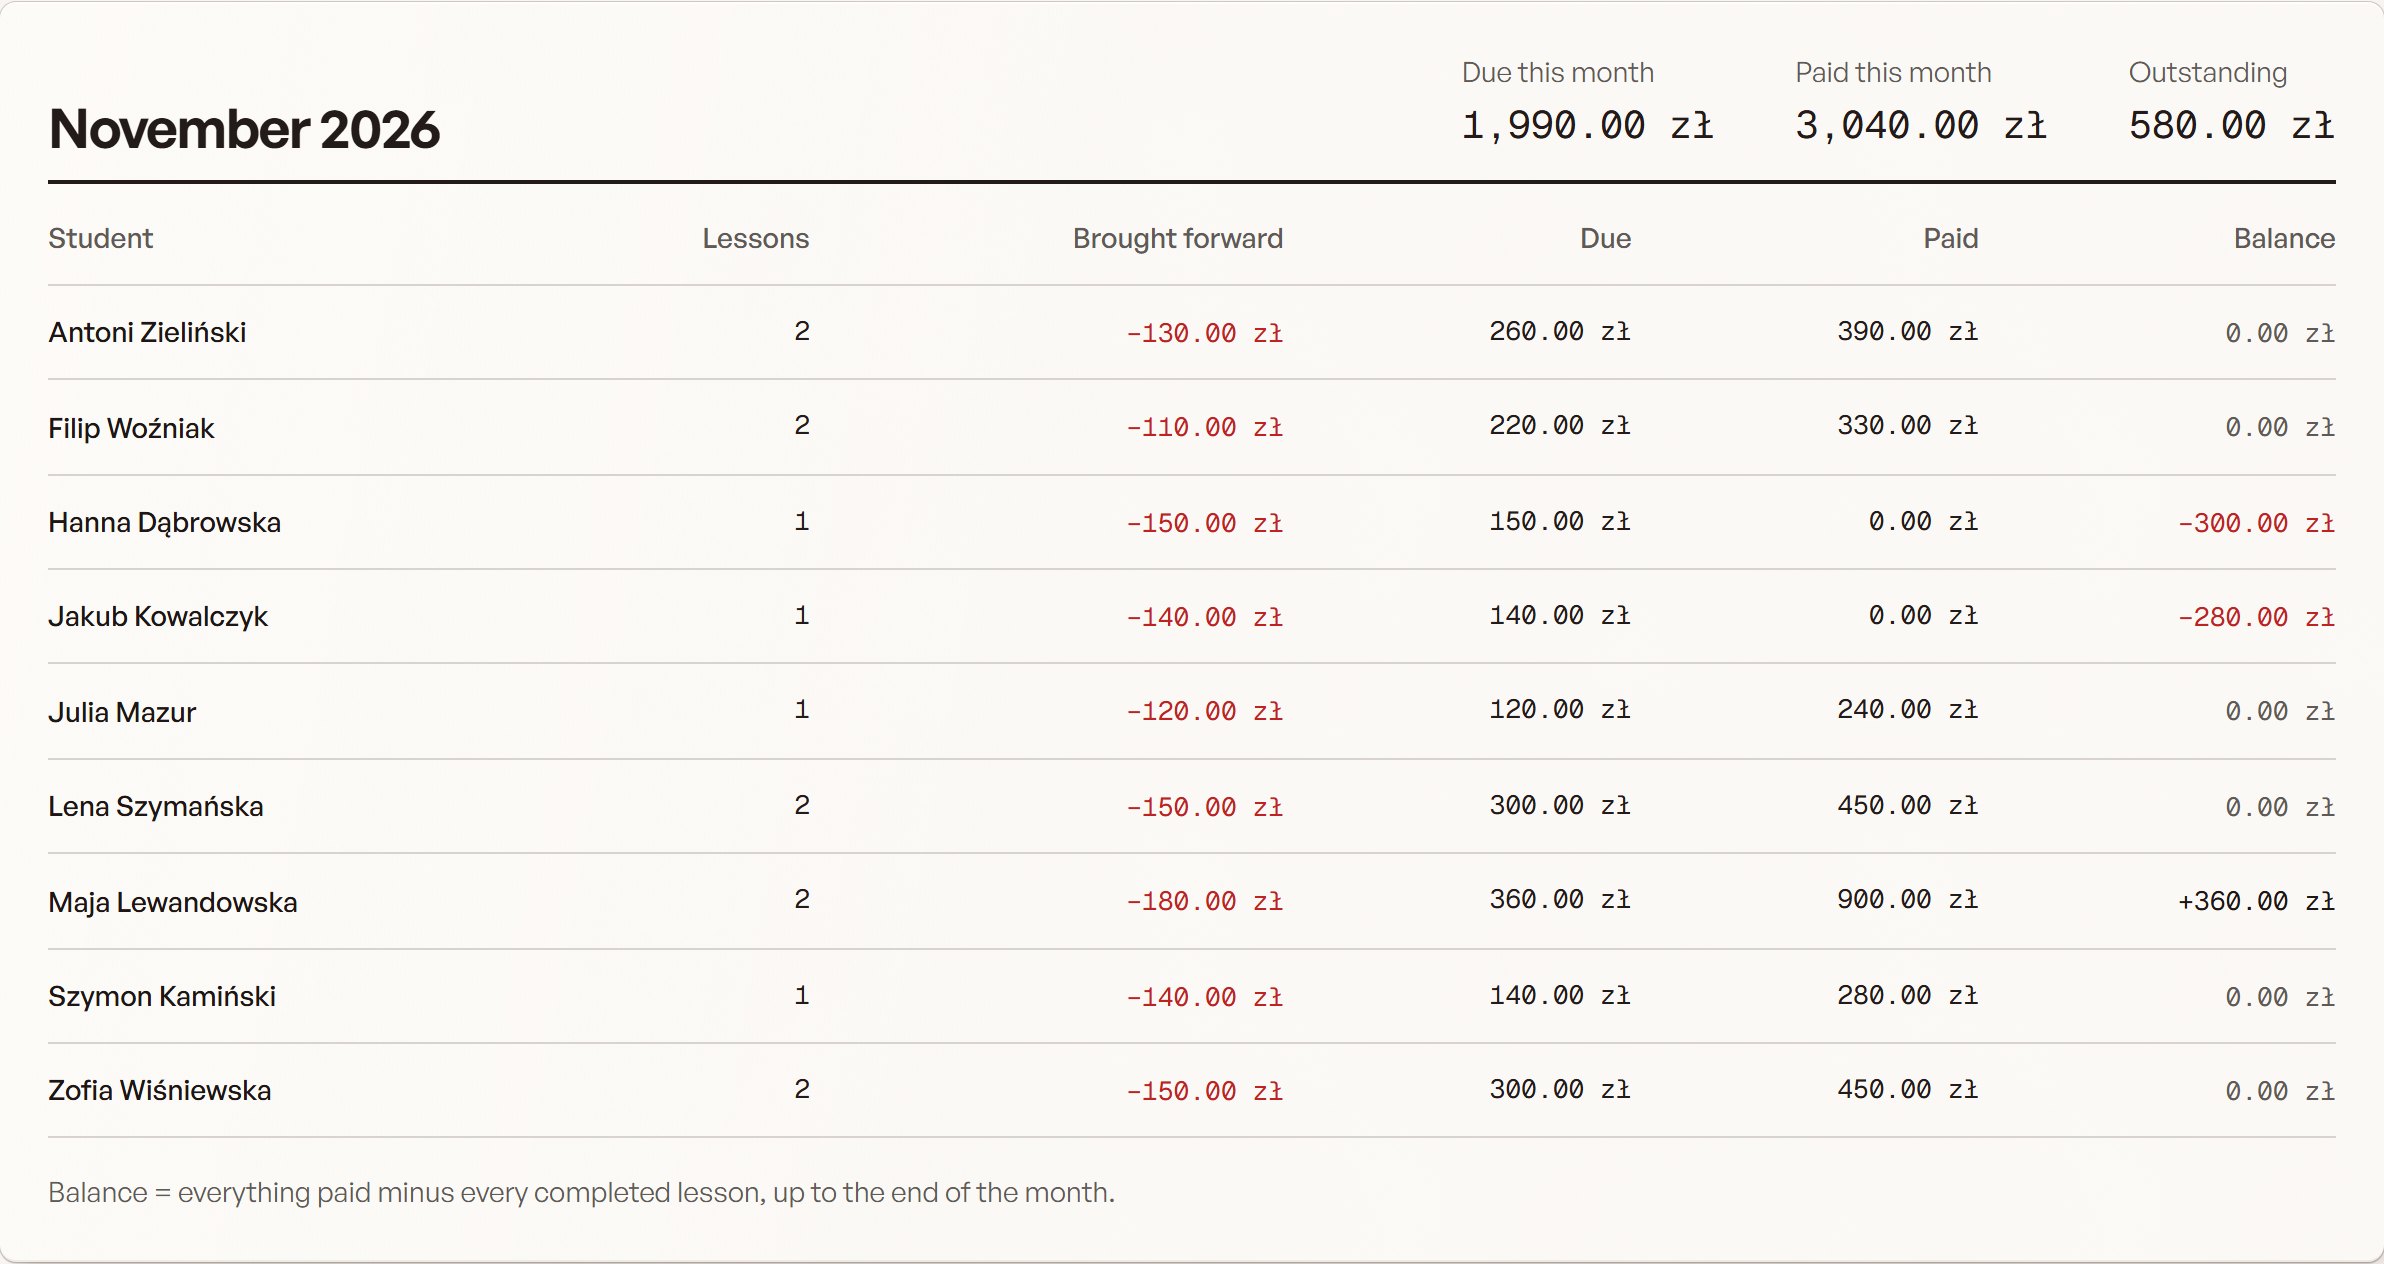 November 2026
Due this month
1,990.00 zł
Paid this month
3,040.00 zł
Outstanding
580.00 zł
Student Lessons Brought forward Due Paid Balance
Antoni Zieliński 2 −130.00 zł 260.00 zł 390.00 zł 0.00 zł
Filip Woźniak 2 −110.00 zł 220.00 zł 330.00 zł 0.00 zł
Hanna Dąbrowska 1 −150.00 zł 150.00 zł 0.00 zł −300.00 zł
Jakub Kowalczyk 1 −140.00 zł 140.00 zł 0.00 zł −280.00 zł
Julia Mazur 1 −120.00 zł 120.00 zł 240.00 zł 0.00 zł
Lena Szymańska 2 −150.00 zł 300.00 zł 450.00 zł 0.00 zł
Maja Lewandowska 2 −180.00 zł 360.00 zł 900.00 zł +360.00 zł
Szymon Kamiński 1 −140.00 zł 140.00 zł 280.00 zł 0.00 zł
Zofia Wiśniewska 2 −150.00 zł 300.00 zł 450.00 zł 0.00 zł
Balance = everything paid minus every completed lesson, up to the end of the month.